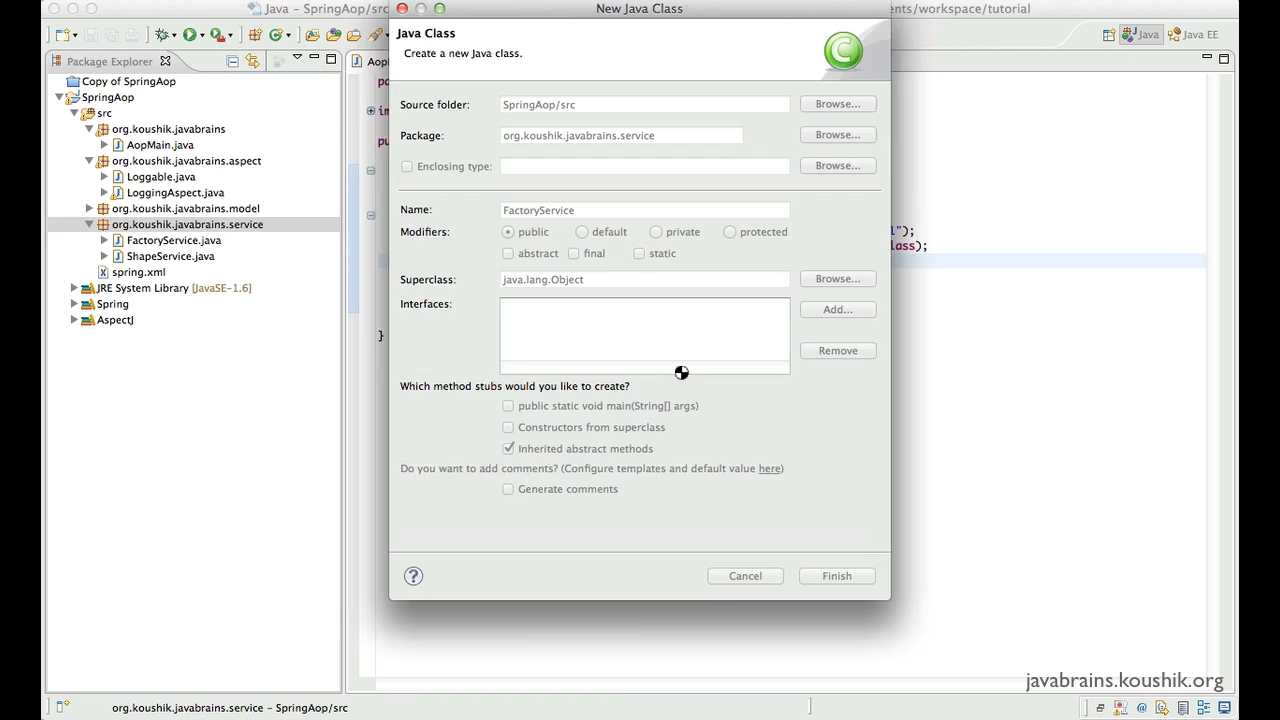 Java - SpringAop/
New Java Class
ents/workspace/tutorial
Java
Java EE
Package Explorer
Copy of SpringAop
SpringAop
src
org.koushik.javabrains
AopMain.java
org.koushik.javabrains.aspect
Loggable.java
LoggingAspect.java
org.koushik.javabrains.model
org.koushik.javabrains.service
FactoryService.java
ShapeService.java
spring.xml
JRE System Library [JavaSE-1.6]
Spring
AspectJ
Aop
pa
im
pu
l");
lass);
}
Java Class
Create a new Java class.
Source folder: SpringAop/src Browse...
Package: org.koushik.javabrains.service Browse...
Enclosing type: Browse...
Name: FactoryService
Modifiers: public default private protected
abstract final static
Superclass: java.lang.Object Browse...
Interfaces: Add...
Remove
Which method stubs would you like to create?
public static void main(String[] args)
Constructors from superclass
Inherited abstract methods
Do you want to add comments? (Configure templates and default value here)
Generate comments
? Cancel Finish
javabrains.koushik.org
org.koushik.javabrains.service - SpringAop/src